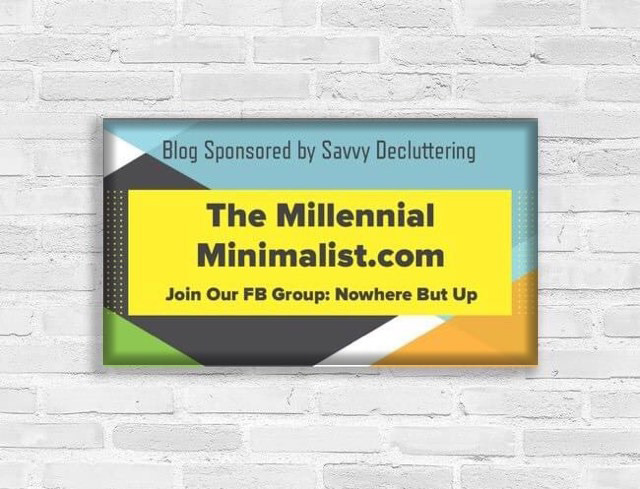 Blog Sponsored by Savvy Decluttering
The Millennial
Minimalist.com
Join Our FB Group: Nowhere But Up